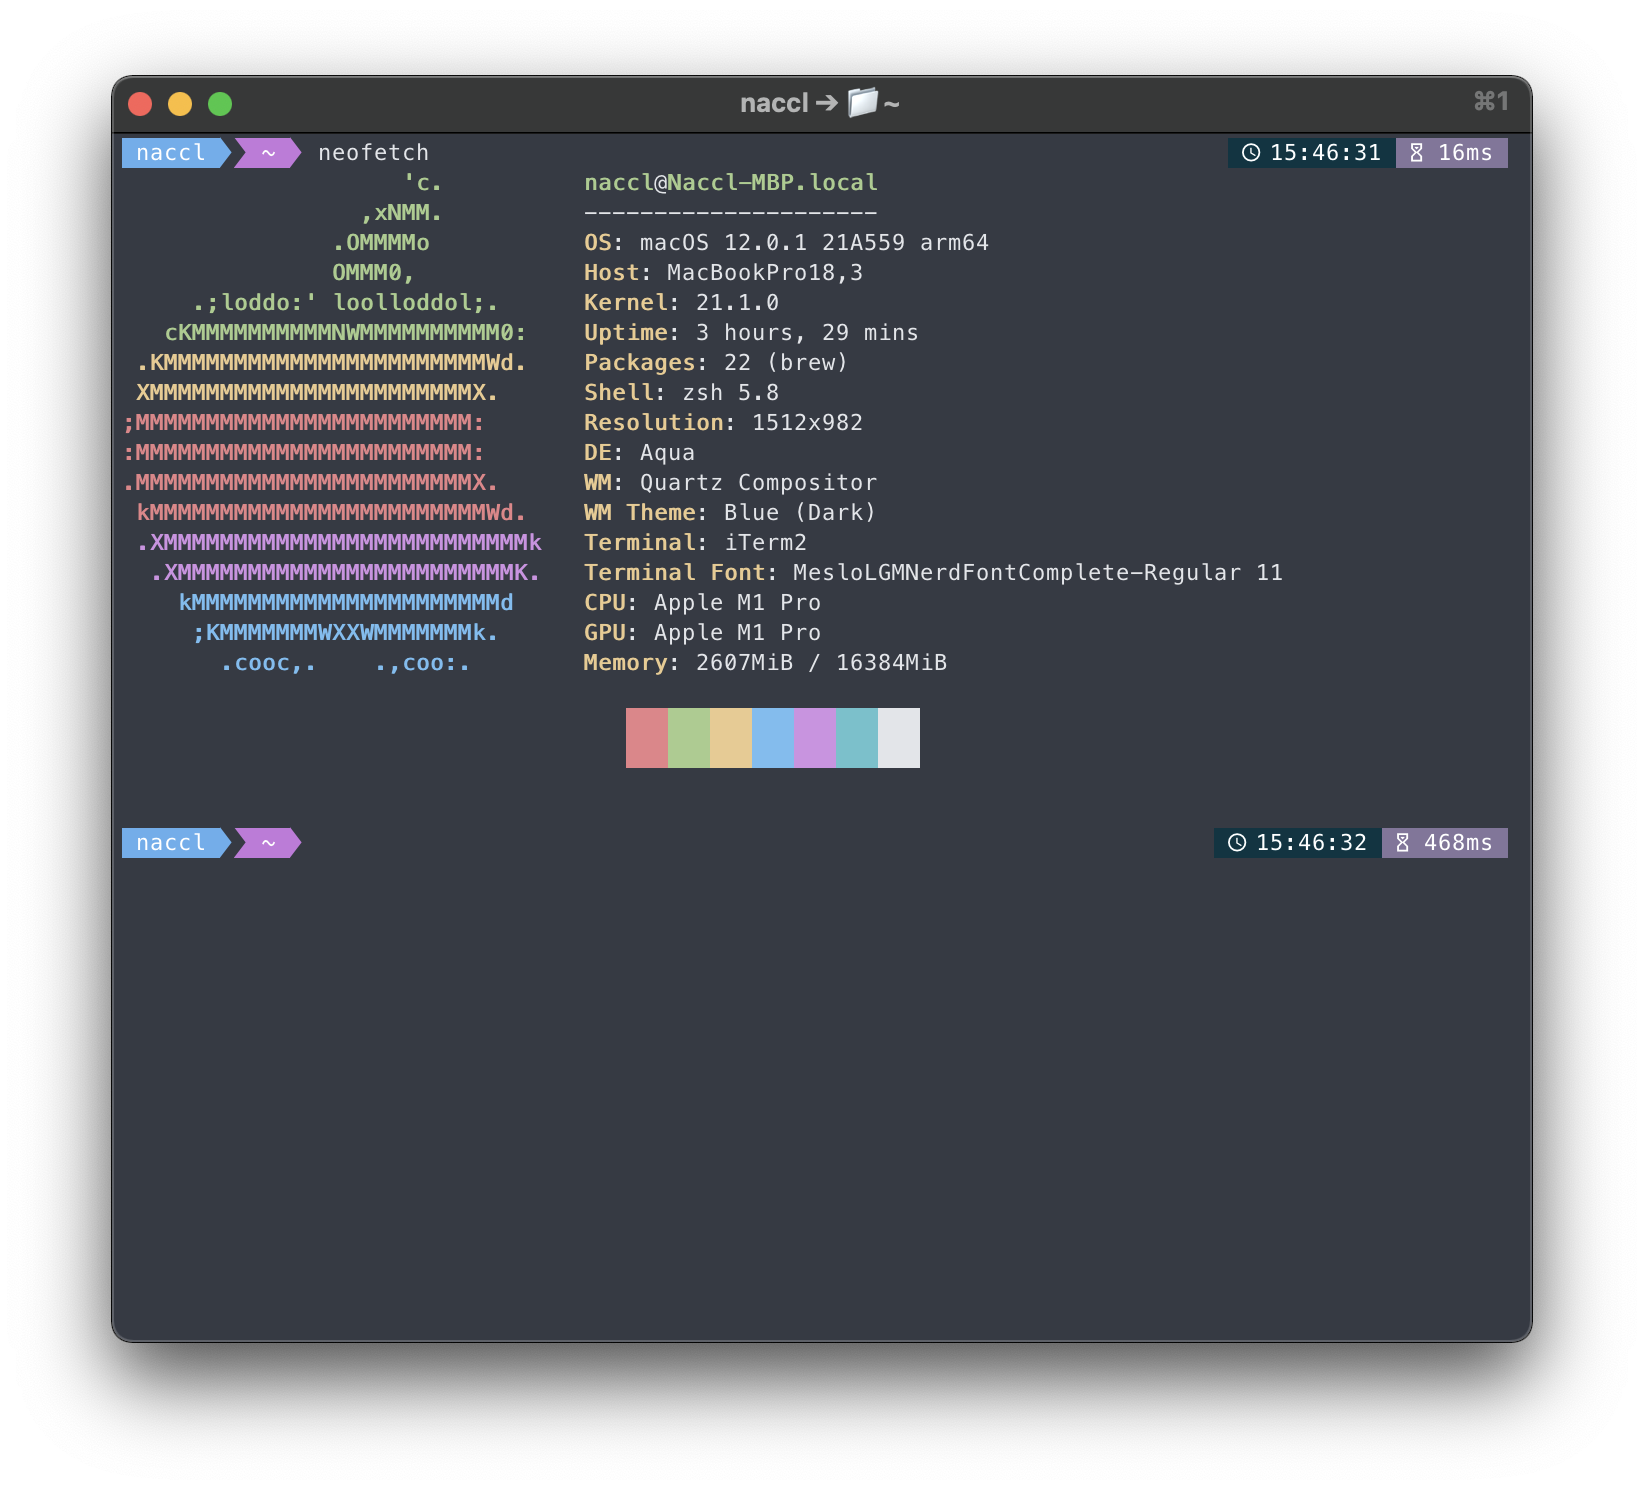 naccl ➔ ~ ⌘1
naccl ~ neofetch 15:46:31 16ms
'c. naccl@Naccl-MBP.local
,xNMM. ---------------------
.OMMMMo OS: macOS 12.0.1 21A559 arm64
OMMM0, Host: MacBookPro18,3
.;loddo:' loolloddol;. Kernel: 21.1.0
cKMMMMMMMMMMNWMMMMMMMMMM0: Uptime: 3 hours, 29 mins
.KMMMMMMMMMMMMMMMMMMMMMMMWd. Packages: 22 (brew)
XMMMMMMMMMMMMMMMMMMMMMMMX. Shell: zsh 5.8
;MMMMMMMMMMMMMMMMMMMMMMMM: Resolution: 1512x982
:MMMMMMMMMMMMMMMMMMMMMMMM: DE: Aqua
.MMMMMMMMMMMMMMMMMMMMMMMMX. WM: Quartz Compositor
kMMMMMMMMMMMMMMMMMMMMMMMMWd. WM Theme: Blue (Dark)
.XMMMMMMMMMMMMMMMMMMMMMMMMMMk Terminal: iTerm2
.XMMMMMMMMMMMMMMMMMMMMMMMMK. Terminal Font: MesloLGMNerdFontComplete-Regular 11
kMMMMMMMMMMMMMMMMMMMMMMd CPU: Apple M1 Pro
;KMMMMMMMWXXWMMMMMMMk. GPU: Apple M1 Pro
.cooc,. .,coo:. Memory: 2607MiB / 16384MiB
naccl ~ 15:46:32 468ms